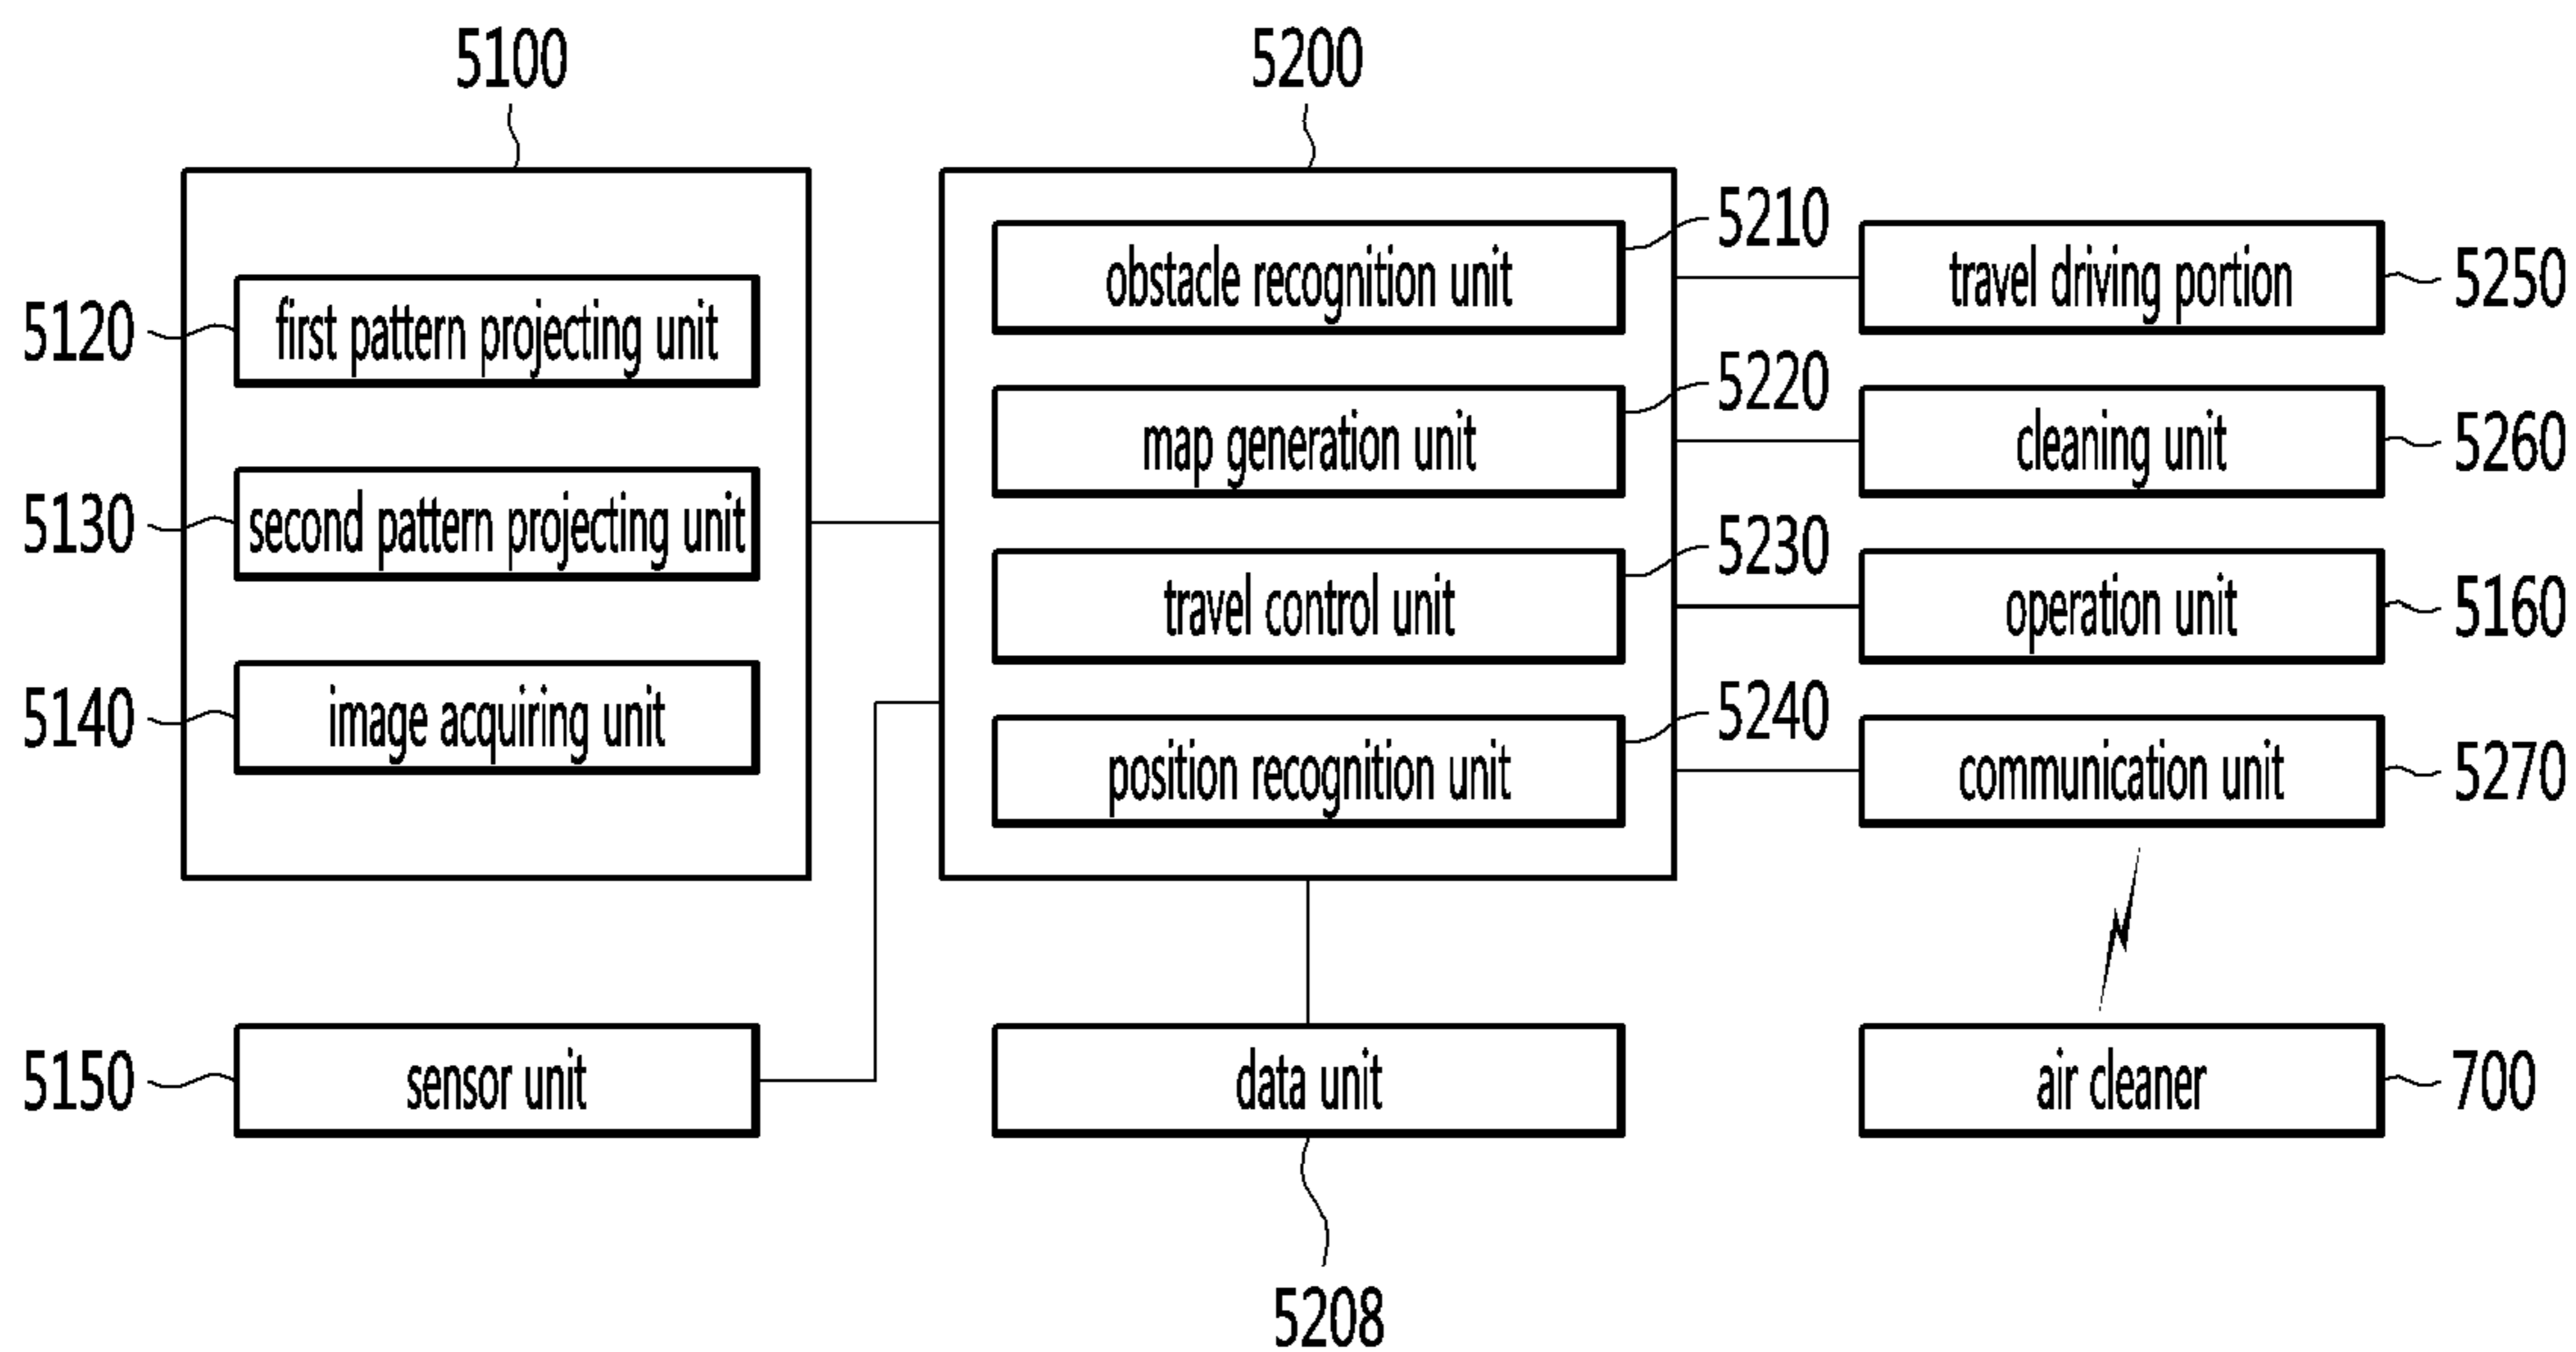 5100
5200
5120
first pattern projecting unit
5130
second pattern projecting unit
5140
image acquiring unit
5150
sensor unit
obstacle recognition unit
5210
map generation unit
5220
travel control unit
5230
position recognition unit
5240
data unit
5208
travel driving portion
5250
cleaning unit
5260
operation unit
5160
communication unit
5270
air cleaner
700